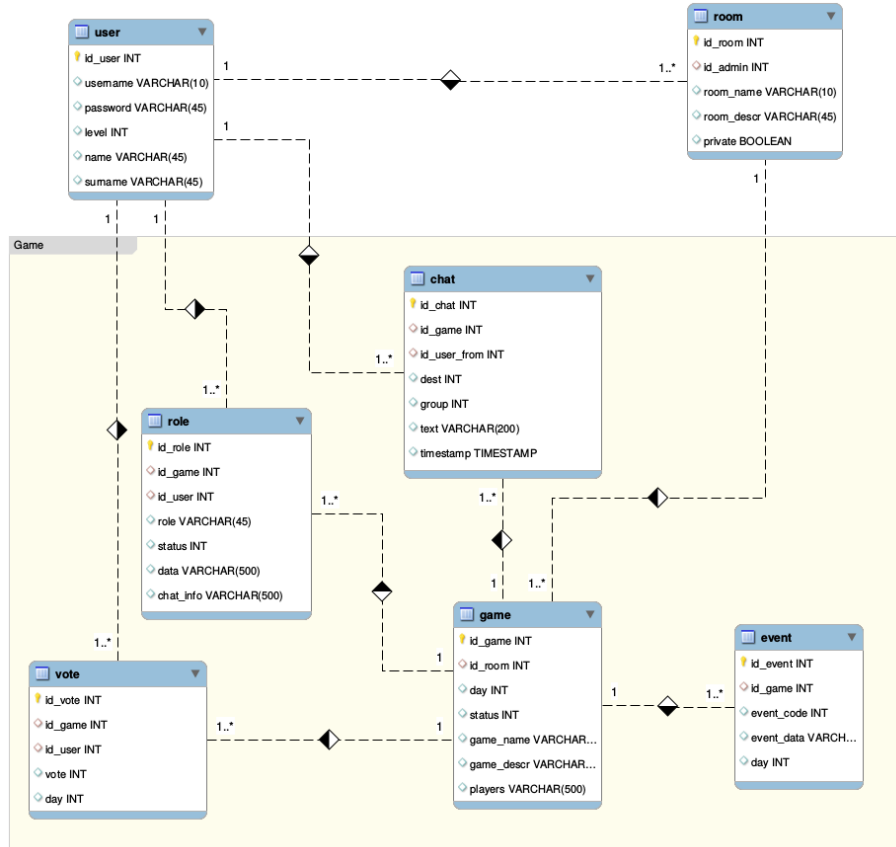 user
id_user INT
username VARCHAR(10)
password VARCHAR(45)
level INT
name VARCHAR(45)
surname VARCHAR(45)
room
id_room INT
id_admin INT
room_name VARCHAR(10)
room_descr VARCHAR(45)
private BOOLEAN
1
1..*
1
1
1
1
Game
chat
id_chat INT
id_game INT
id_user_from INT
dest INT
group INT
text VARCHAR(200)
timestamp TIMESTAMP
1..*
1..*
role
id_role INT
id_game INT
id_user INT
role VARCHAR(45)
status INT
data VARCHAR(500)
chat_info VARCHAR(500)
1..*
1..*
1
1..*
1..*
vote
id_vote INT
id_game INT
id_user INT
vote INT
day INT
1..*
1
1
game
id_game INT
id_room INT
day INT
status INT
game_name VARCHAR...
game_descr VARCHAR...
players VARCHAR(500)
1
1..*
event
id_event INT
id_game INT
event_code INT
event_data VARCH...
day INT